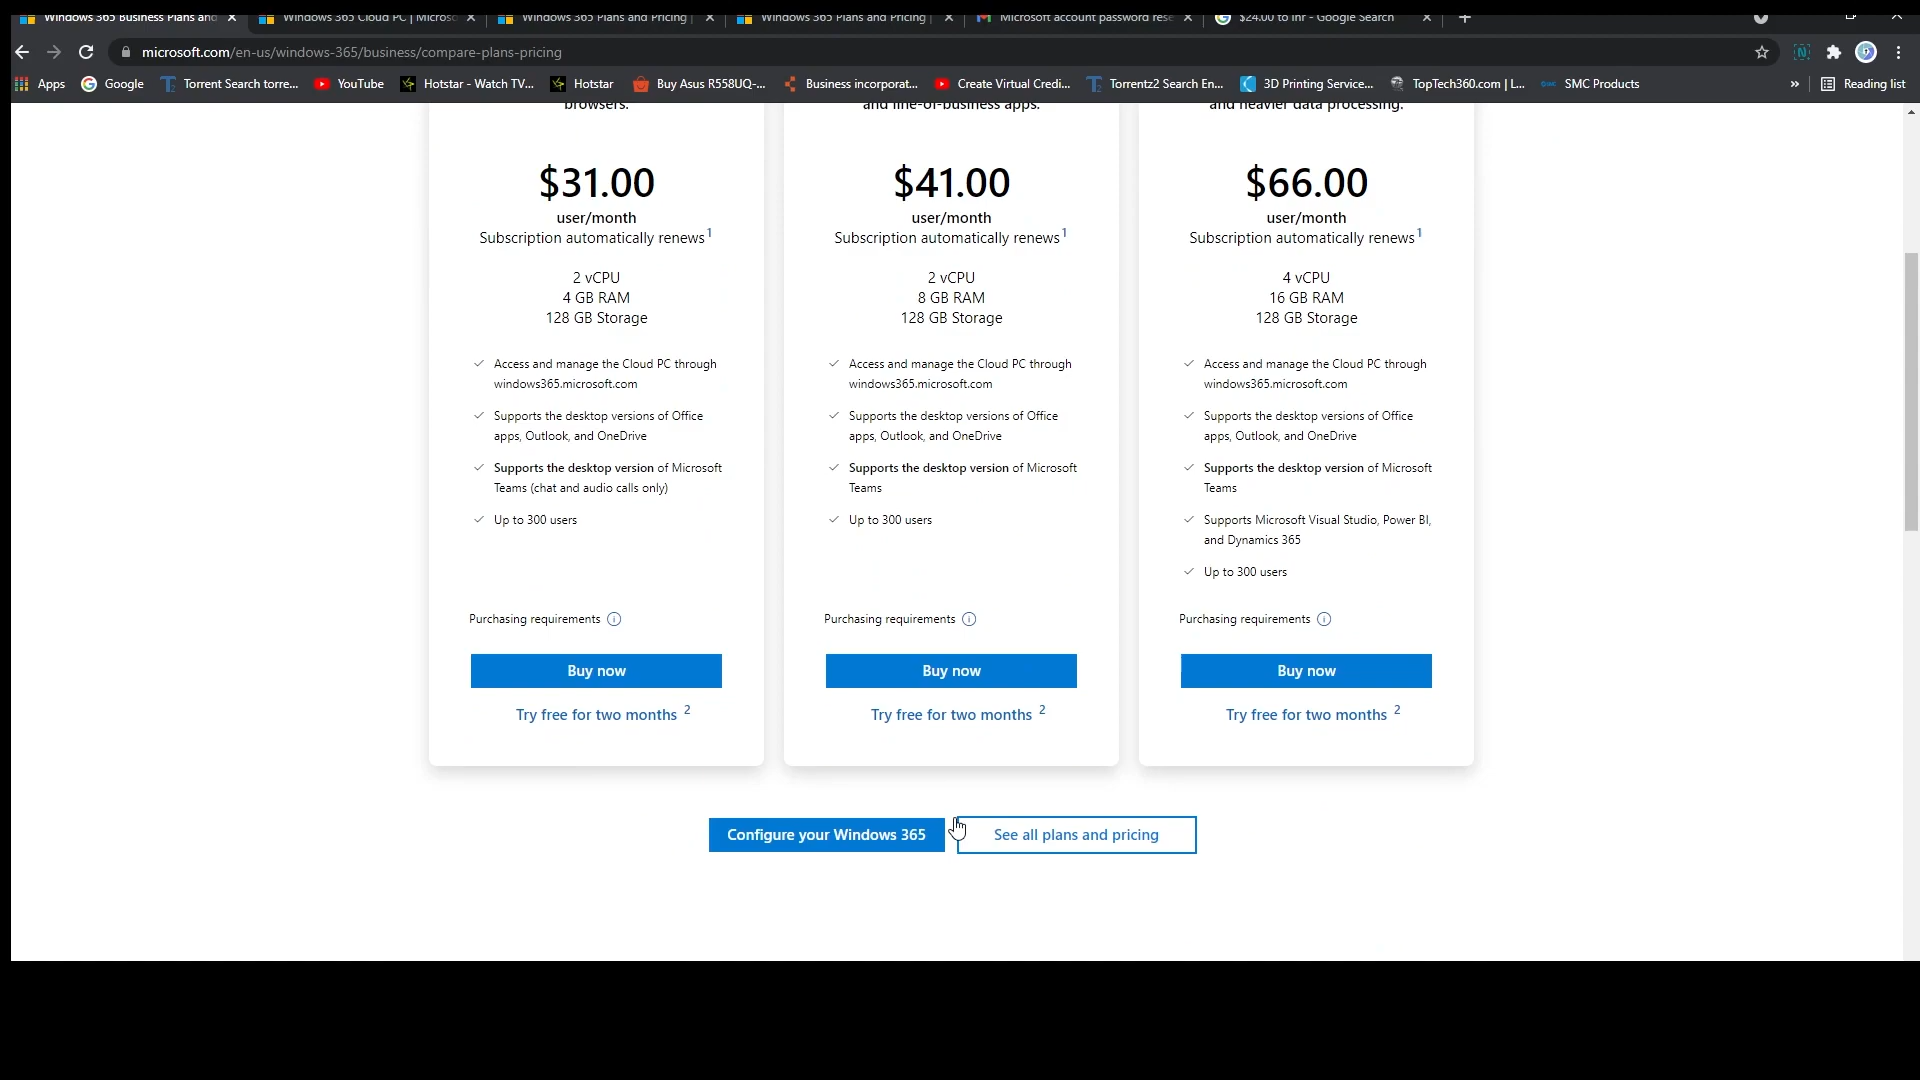 Windows 365 Business Plans and
Windows 365 Cloud PC | Microso
Windows 365 Plans and Pricing |
Windows 365 Plans and Pricing |
Microsoft account password rese
$24.00 to inr - Google Search
microsoft.com/en-us/windows-365/business/compare-plans-pricing
Apps
Google
Torrent Search torre...
YouTube
Hotstar - Watch TV...
Hotstar
Buy Asus R558UQ-...
Business incorporat...
Create Virtual Credi...
Torrentz2 Search En...
3D Printing Service...
TopTech360.com | L...
SMC Products
»
Reading list
browsers.
$31.00
user/month
Subscription automatically renews1
2 vCPU
4 GB RAM
128 GB Storage
Access and manage the Cloud PC through
windows365.microsoft.com
Supports the desktop versions of Office
apps, Outlook, and OneDrive
Supports the desktop version of Microsoft
Teams (chat and audio calls only)
Up to 300 users
Purchasing requirements
Buy now
Try free for two months 2
and line-of-business apps.
$41.00
user/month
Subscription automatically renews1
2 vCPU
8 GB RAM
128 GB Storage
Access and manage the Cloud PC through
windows365.microsoft.com
Supports the desktop versions of Office
apps, Outlook, and OneDrive
Supports the desktop version of Microsoft
Teams
Up to 300 users
Purchasing requirements
Buy now
Try free for two months 2
and heavier data processing.
$66.00
user/month
Subscription automatically renews1
4 vCPU
16 GB RAM
128 GB Storage
Access and manage the Cloud PC through
windows365.microsoft.com
Supports the desktop versions of Office
apps, Outlook, and OneDrive
Supports the desktop version of Microsoft
Teams
Supports Microsoft Visual Studio, Power BI,
and Dynamics 365
Up to 300 users
Purchasing requirements
Buy now
Try free for two months 2
Configure your Windows 365
See all plans and pricing